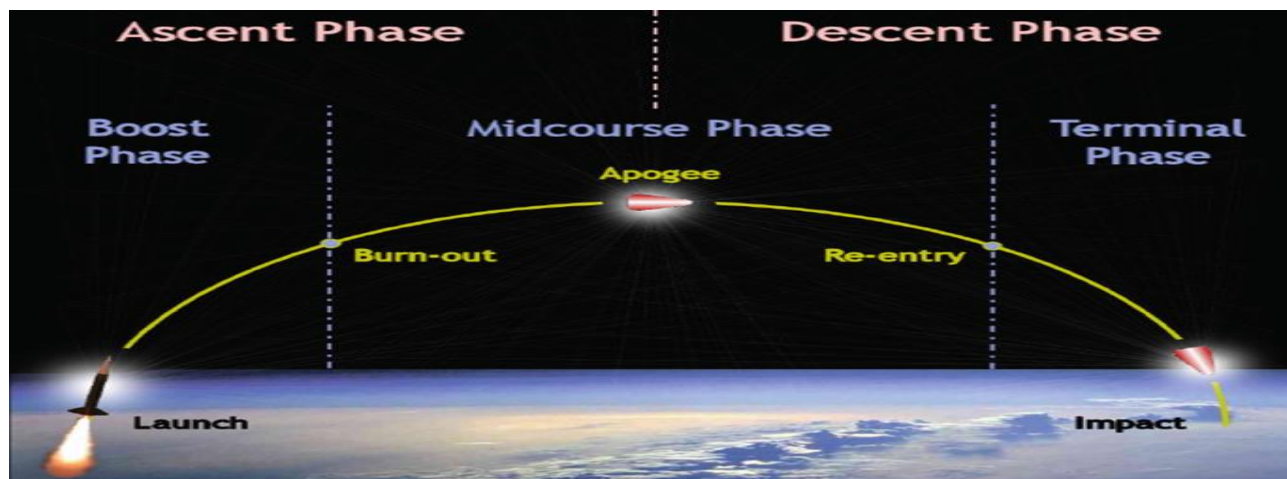 Ascent Phase
Descent Phase
Boost
Phase
Midcourse Phase
Terminal
Phase
Apogee
Burn-out
Re-entry
Launch
Impact